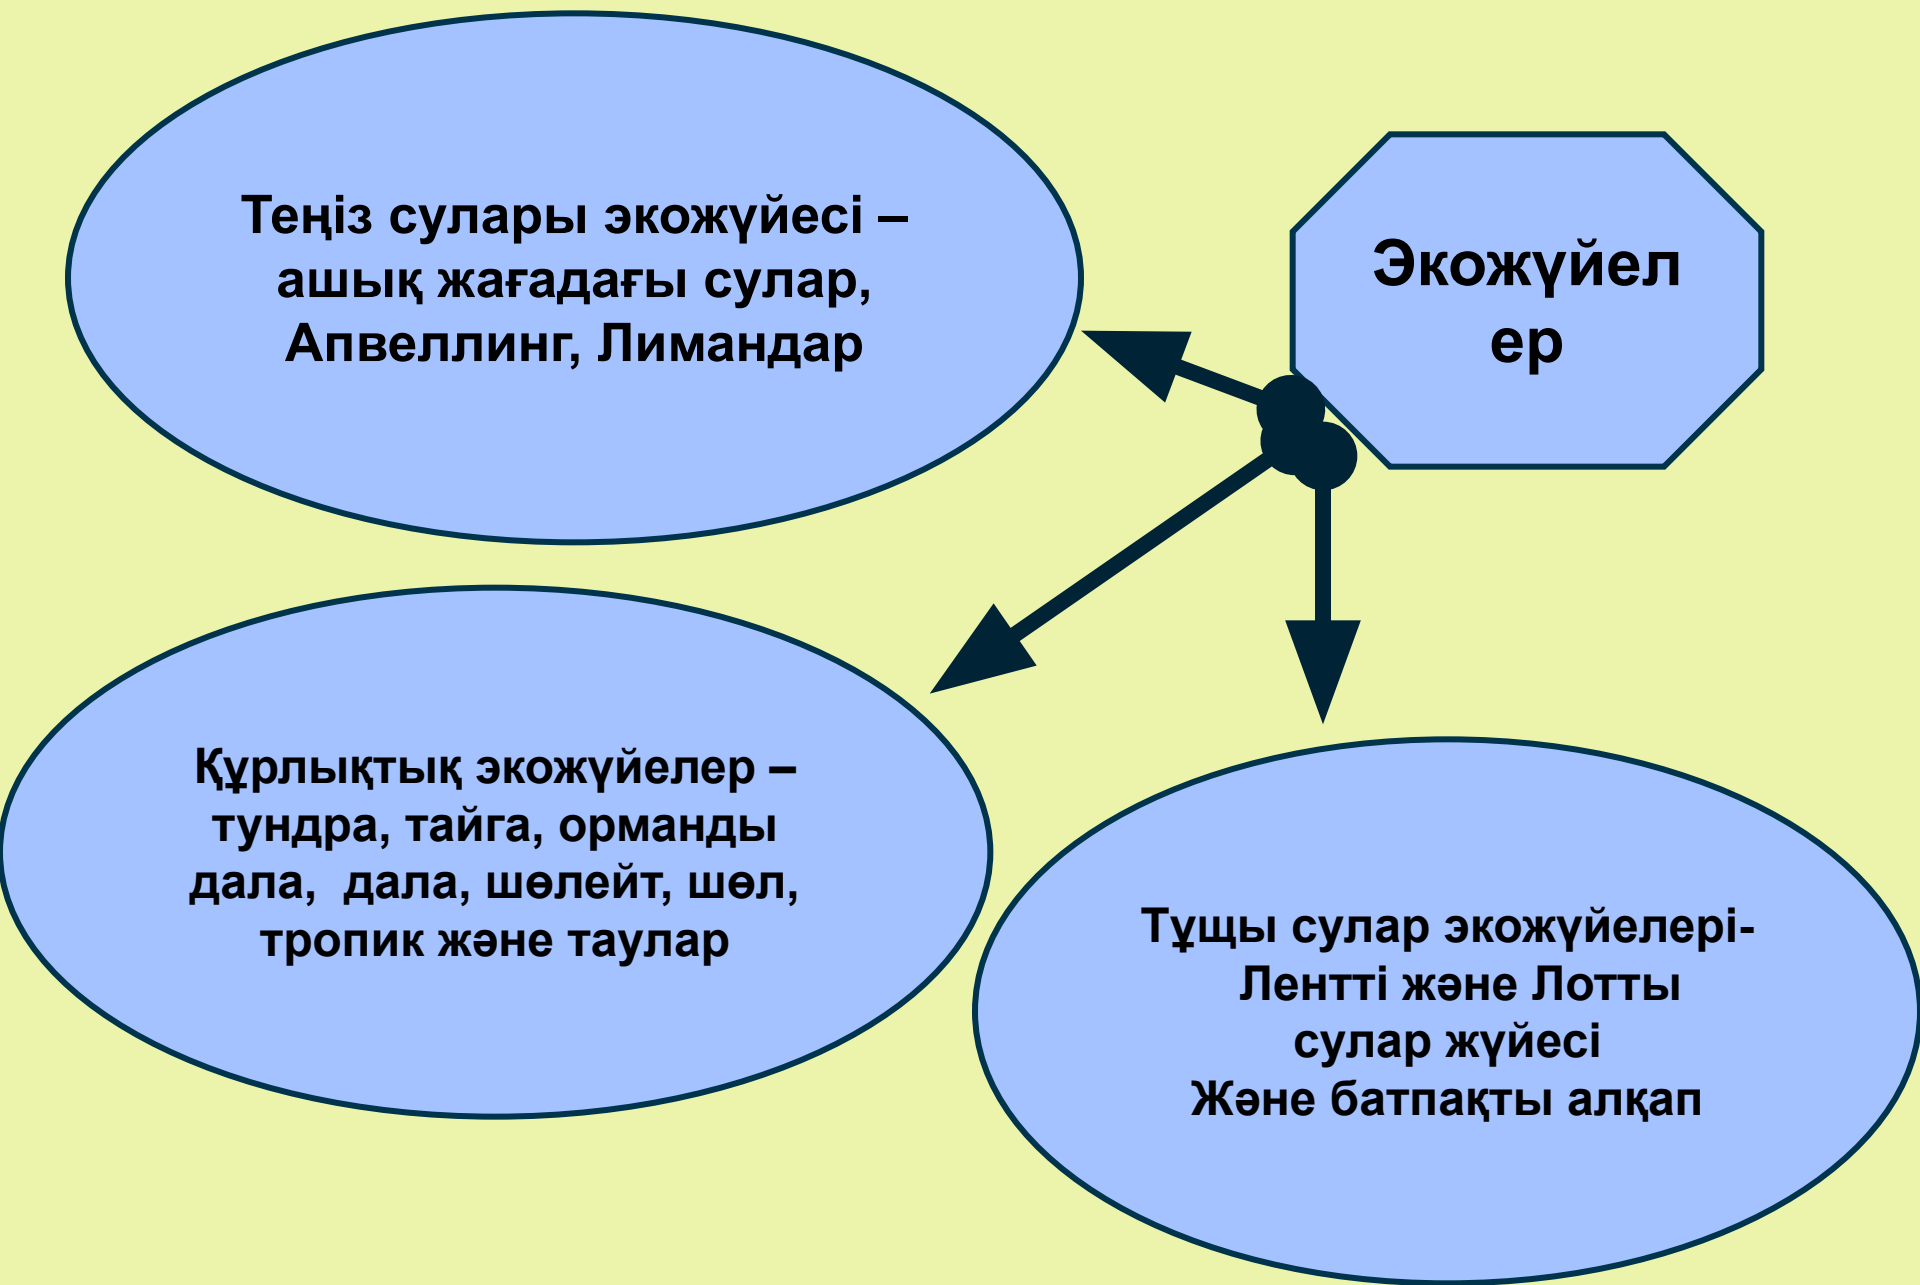 Теңіз сулары экожүйесі –
ашық жағадағы сулар,
Апвеллинг, Лимандар
Экожүйел
ер
Құрлықтық экожүйелер –
тундра, тайга, орманды
дала,  дала, шөлейт, шөл,
тропик және таулар
Тұщы сулар экожүйелері-
Лентті және Лотты
сулар жүйесі
Және батпақты алқап